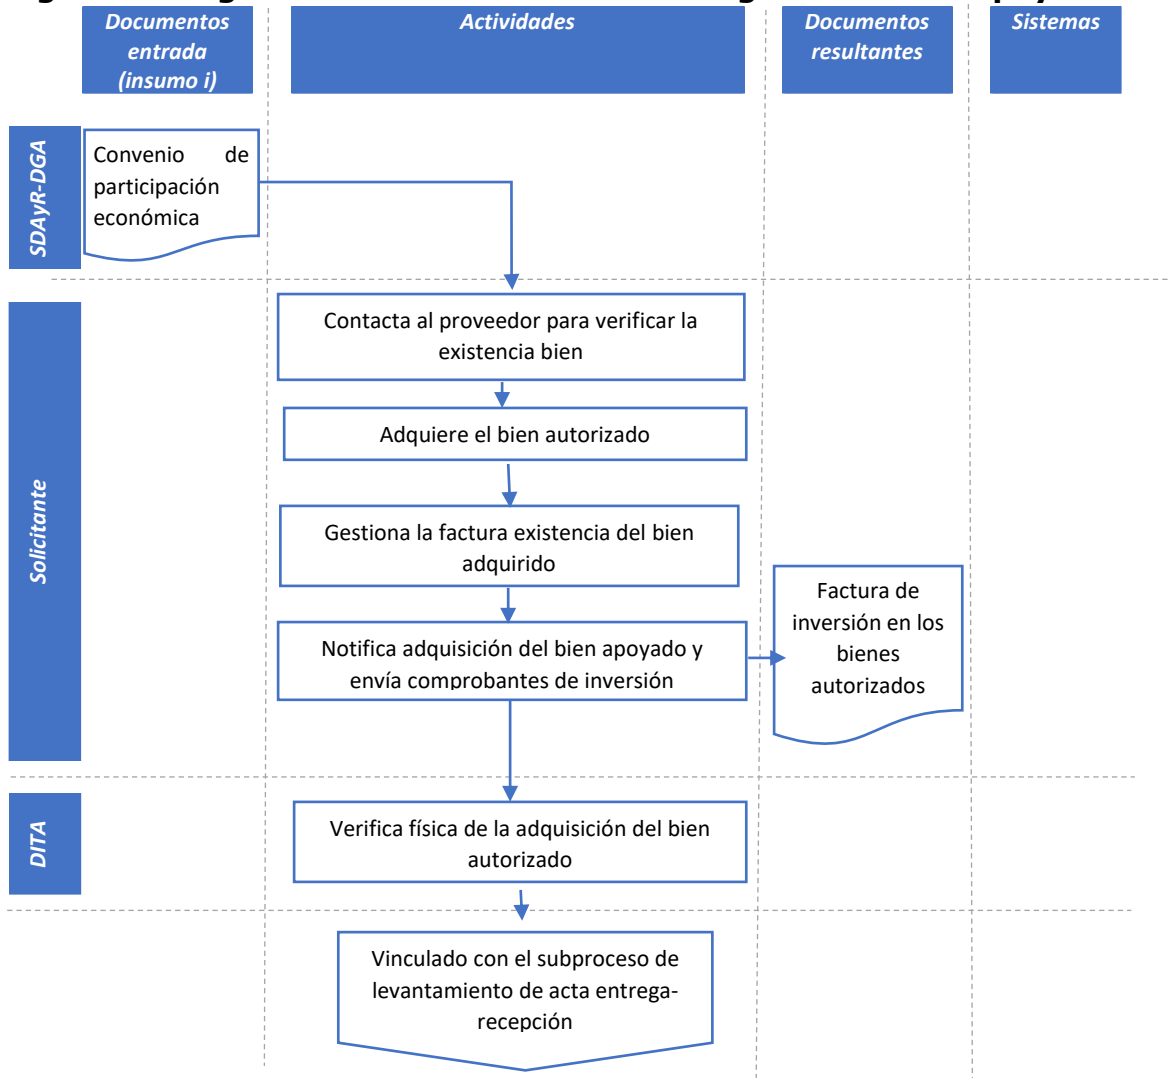 Documentos
entrada
(insumo i)
Actividades
Documentos
resultantes
Sistemas
SDAyR-DGA
Convenio de
participación
económica
Solicitante
Contacta al proveedor para verificar la
existencia bien
Adquiere el bien autorizado
Gestiona la factura existencia del bien
adquirido
Notifica adquisición del bien apoyado y
envía comprobantes de inversión
Factura de
inversión en los
bienes
autorizados
DITA
Verifica física de la adquisición del bien
autorizado
Vinculado con el subproceso de
levantamiento de acta entrega-
recepción